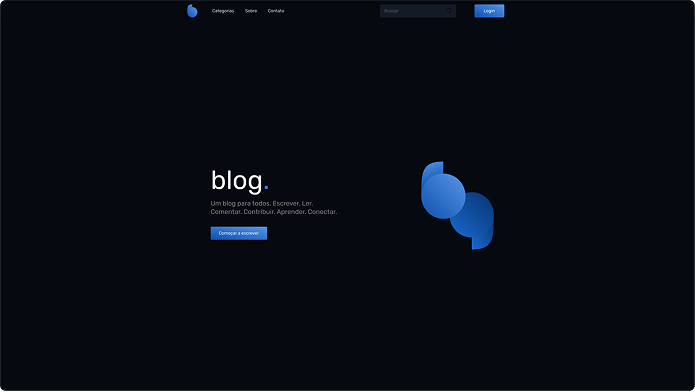 Categorias Sobre Contato Buscar Login
blog.
Um blog para todos. Escrever. Ler.
Comentar. Contribuir. Aprender. Conectar.
Começar a escrever